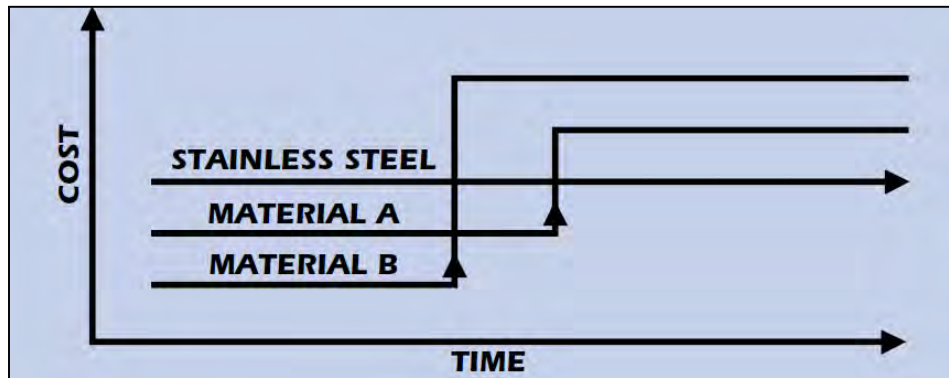 COST
STAINLESS STEEL
MATERIAL A
MATERIAL B
TIME